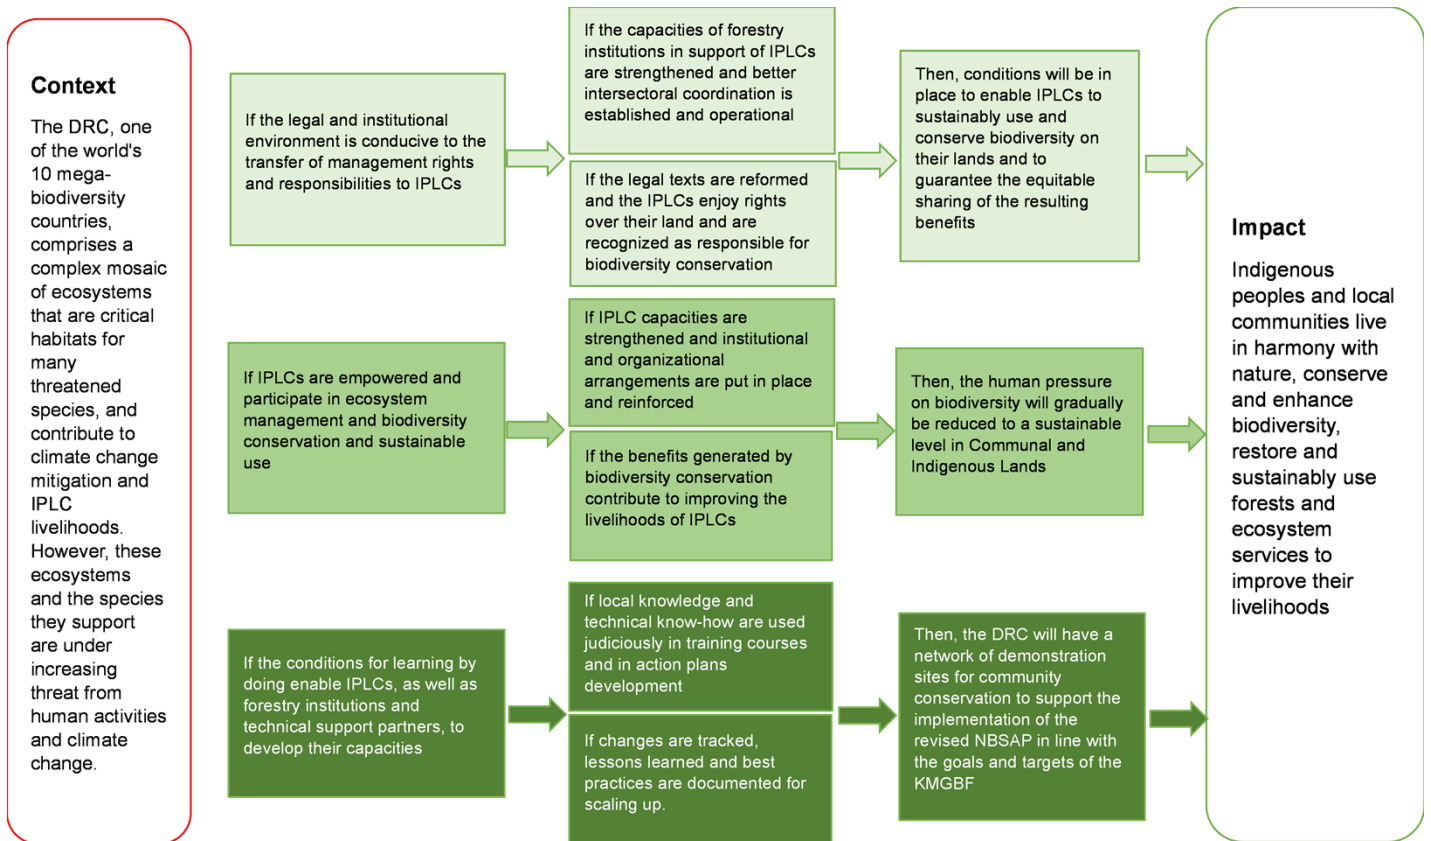 Context
The DRC, one
of the world's
10 mega-
biodiversity
countries,
comprises a
complex mosaic
of ecosystems
that are critical
habitats for
many
threatened
species, and
contribute to
climate change
mitigation and
IPLC
livelihoods.
However, these
ecosystems
and the species
they support
are under
increasing
threat from
human activities
and climate
change.
If the legal and institutional
environment is conducive to the
transfer of management rights
and responsibilities to IPLCs
If the capacities of forestry
institutions in support of IPLCs
are strengthened and better
intersectoral coordination is
established and operational
If the legal texts are reformed
and the IPLCs enjoy rights
over their land and are
recognized as responsible for
biodiversity conservation
Then, conditions will be in
place to enable IPLCs to
sustainably use and
conserve biodiversity on
their lands and to
guarantee the equitable
sharing of the resulting
benefits
If IPLCs are empowered and
participate in ecosystem
management and biodiversity
conservation and sustainable
use
If IPLC capacities are
strengthened and institutional
and organizational
arrangements are put in place
and reinforced
If the benefits generated by
biodiversity conservation
contribute to improving the
livelihoods of IPLCs
Then, the human pressure
on biodiversity will gradually
be reduced to a sustainable
level in Communal and
Indigenous Lands
If the conditions for learning by
doing enable IPLCs, as well as
forestry institutions and
technical support partners, to
develop their capacities
If local knowledge and
technical know-how are used
judiciously in training courses
and in action plans
development
If changes are tracked,
lessons learned and best
practices are documented for
scaling up.
Then, the DRC will have a
network of demonstration
sites for community
conservation to support the
implementation of the
revised NBSAP in line with
the goals and targets of the
KMGBF
Impact
Indigenous
peoples and local
communities live
in harmony with
nature, conserve
and enhance
biodiversity,
restore and
sustainably use
forests and
ecosystem
services to
improve their
livelihoods